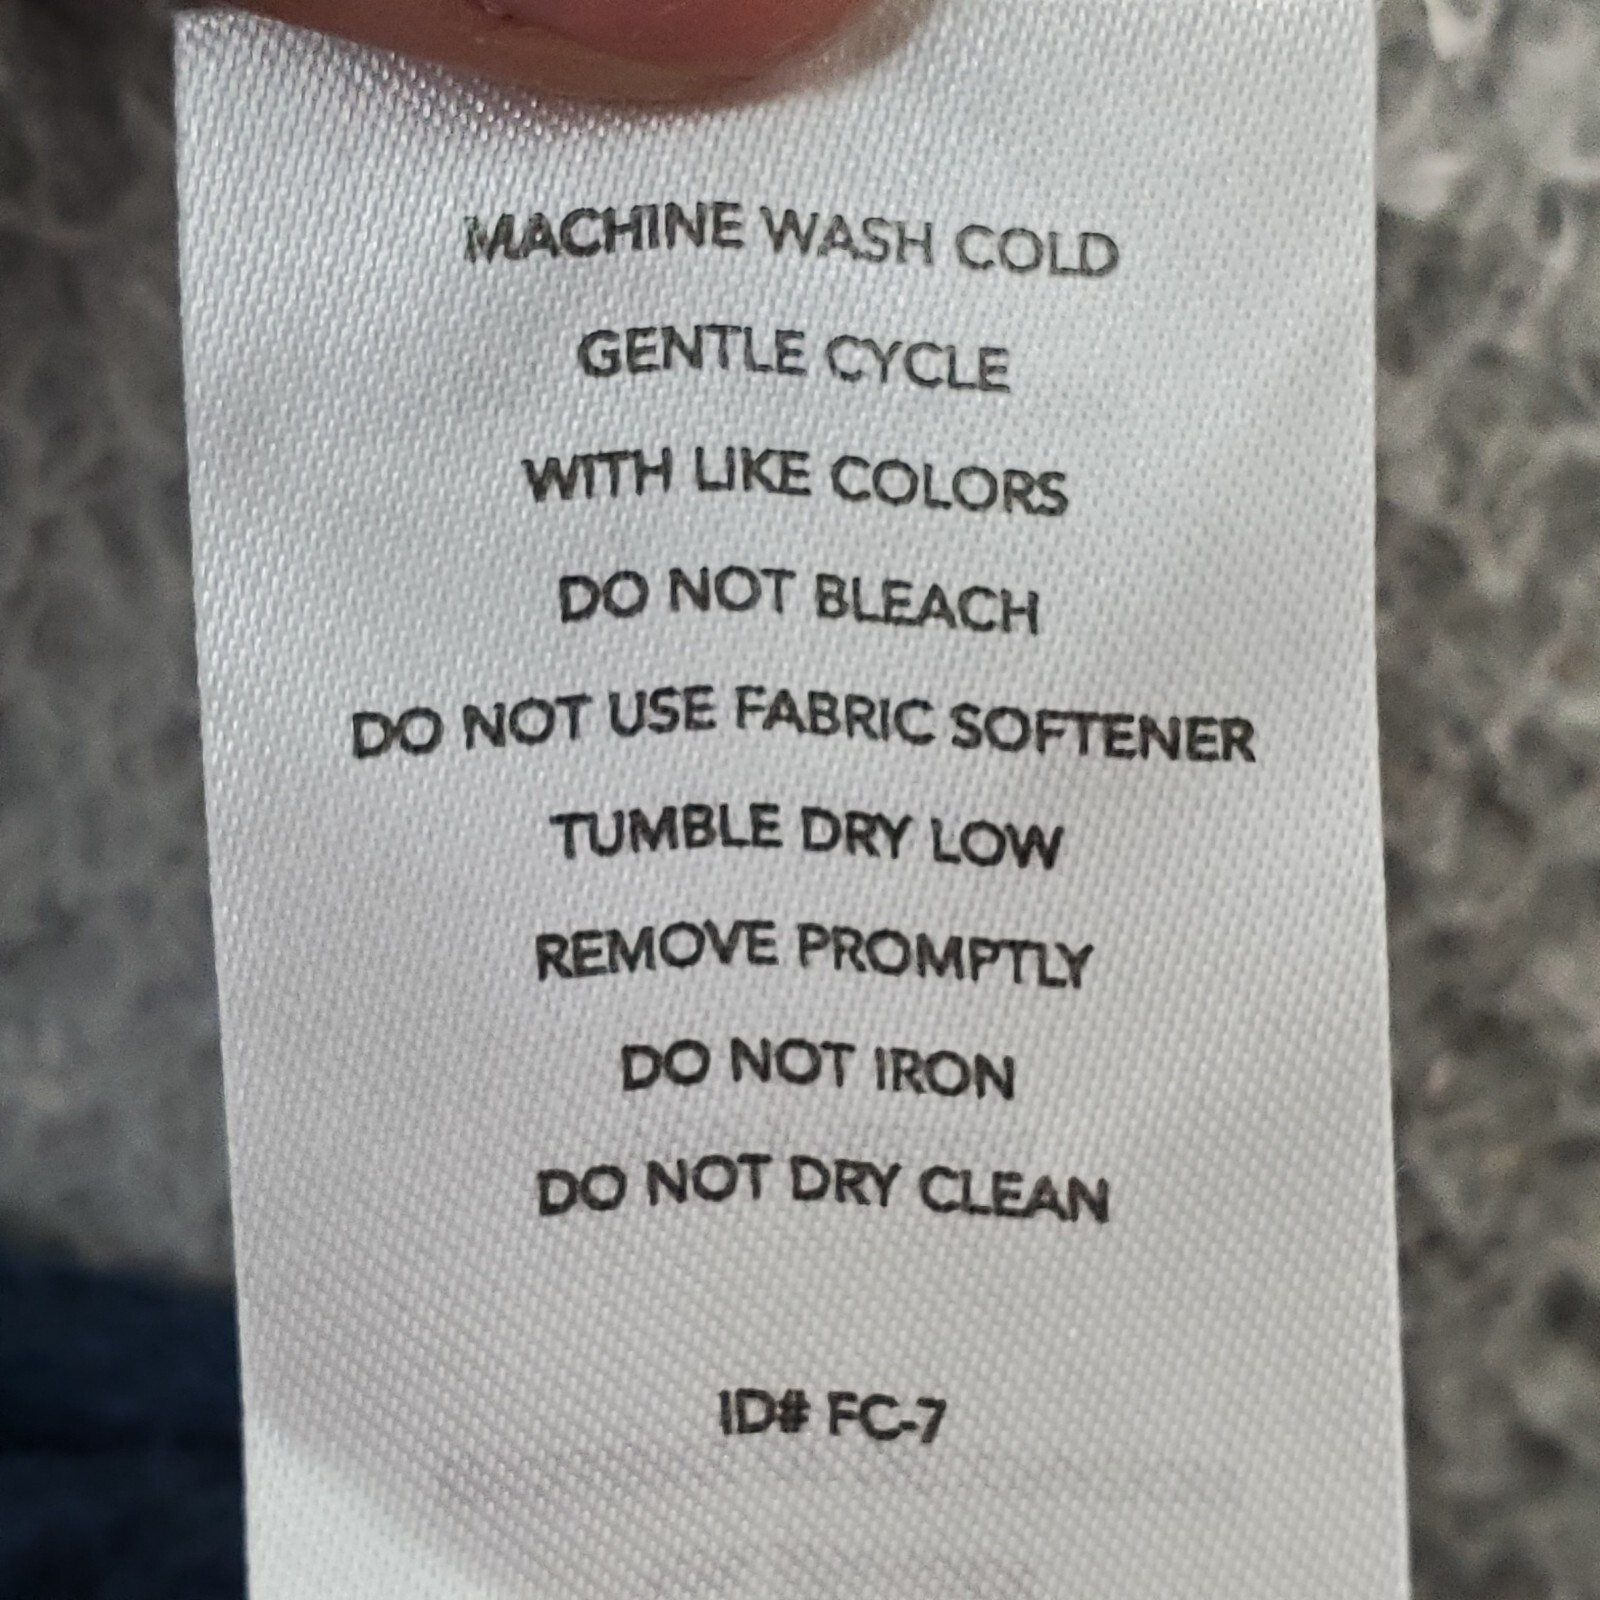 MACHINE WASH COLD
GENTLE CYCLE
WITH LIKE COLORS
DO NOT BLEACH
DO NOT USE FABRIC SOFTENER
TUMBLE DRY LOW
REMOVE PROMPTLY
DO NOT IRON
DO NOT DRY CLEAN
ID# FC-7